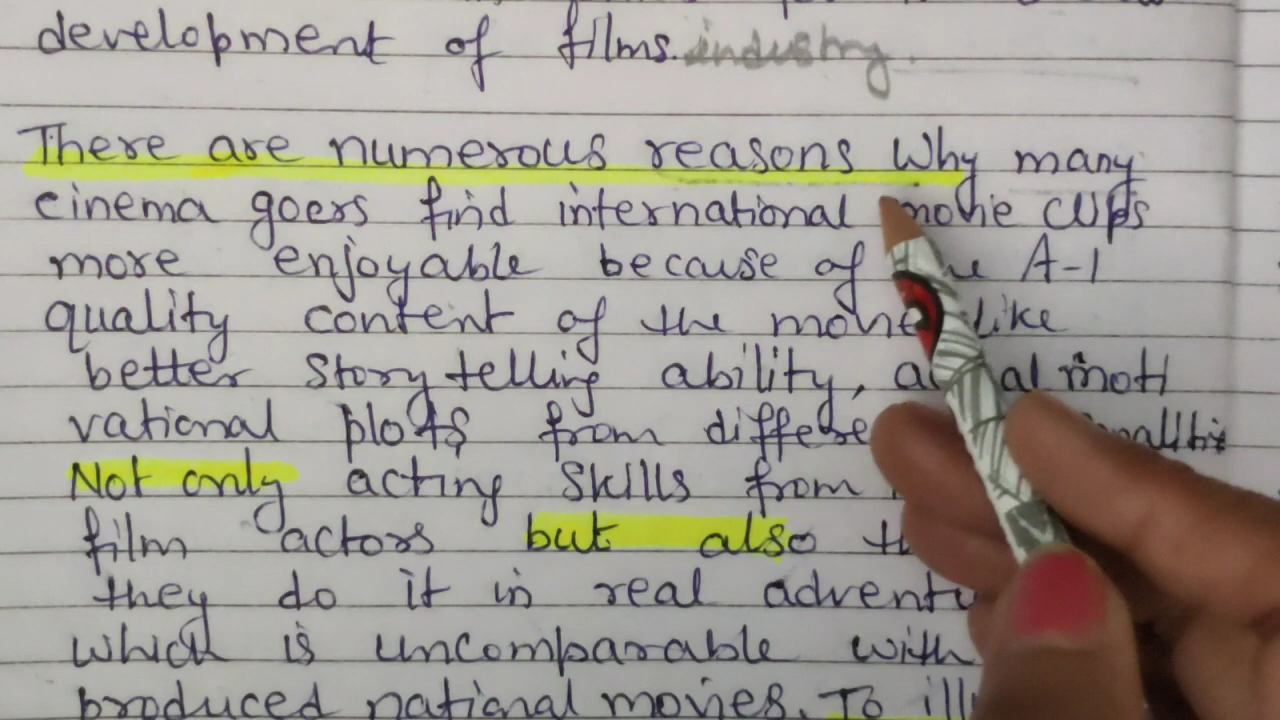 development of films. industry.
There are numerous reasons why many
cinema goers find international movie clips
more enjoyable because of A-1
quality content of the movie like
better story telling ability, moti
vational plots from
Not only acting skills from
film actors but also
they do it in real
which is uncomparable with
produced national movies. To